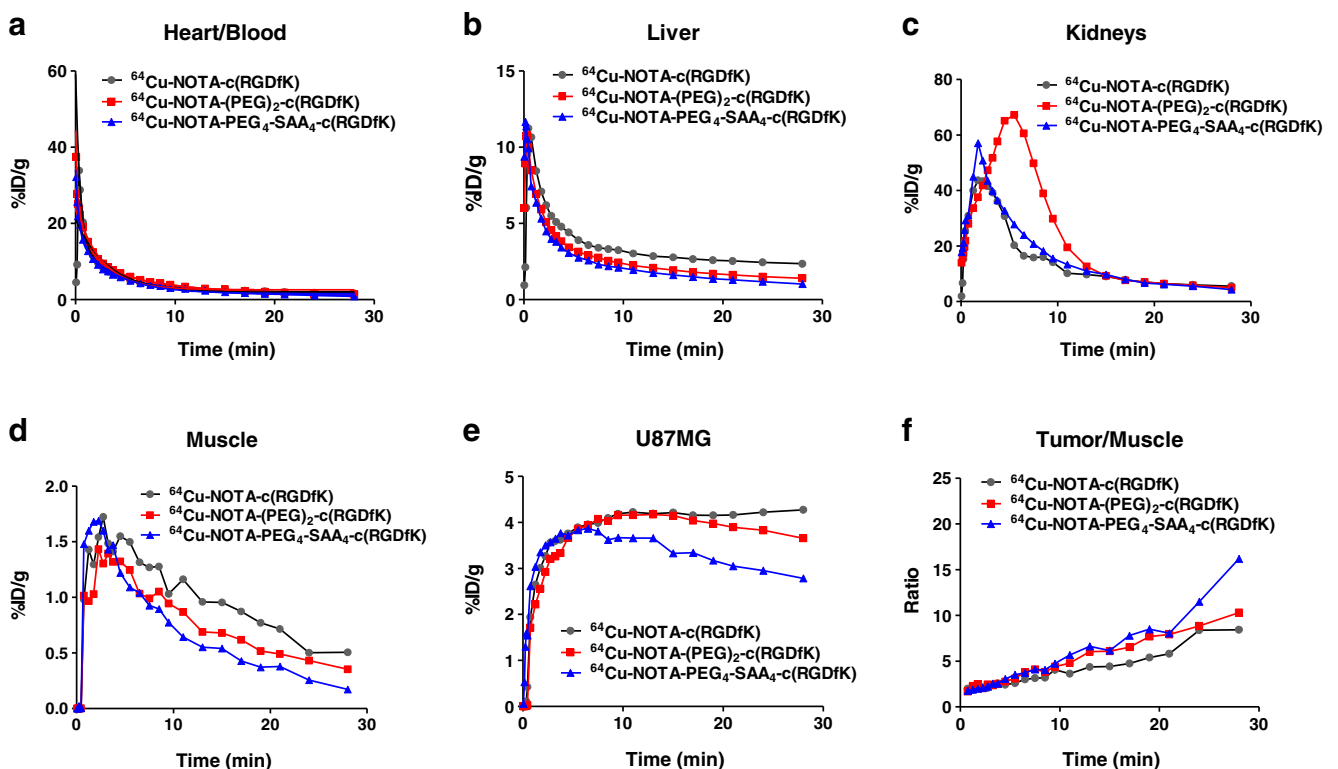 a
Heart/Blood
%ID/g
60
40
20
0
0
10
20
30
Time (min)
⁶⁴Cu-NOTA-c(RGDfK)
⁶⁴Cu-NOTA-(PEG)₂-c(RGDfK)
⁶⁴Cu-NOTA-PEG₄-SAA₄-c(RGDfK)
b
Liver
%ID/g
15
10
5
0
0
10
20
30
Time (min)
⁶⁴Cu-NOTA-c(RGDfK)
⁶⁴Cu-NOTA-(PEG)₂-c(RGDfK)
⁶⁴Cu-NOTA-PEG₄-SAA₄-c(RGDfK)
c
Kidneys
%ID/g
80
60
40
20
0
0
10
20
30
Time (min)
⁶⁴Cu-NOTA-c(RGDfK)
⁶⁴Cu-NOTA-(PEG)₂-c(RGDfK)
⁶⁴Cu-NOTA-PEG₄-SAA₄-c(RGDfK)
d
Muscle
%ID/g
2.0
1.5
1.0
0.5
0.0
0
10
20
30
Time (min)
⁶⁴Cu-NOTA-c(RGDfK)
⁶⁴Cu-NOTA-(PEG)₂-c(RGDfK)
⁶⁴Cu-NOTA-PEG₄-SAA₄-c(RGDfK)
e
U87MG
%ID/g
5
4
3
2
1
0
0
10
20
30
Time (min)
⁶⁴Cu-NOTA-c(RGDfK)
⁶⁴Cu-NOTA-(PEG)₂-c(RGDfK)
⁶⁴Cu-NOTA-PEG₄-SAA₄-c(RGDfK)
f
Tumor/Muscle
Ratio
25
20
15
10
5
0
0
10
20
30
Time (min)
⁶⁴Cu-NOTA-c(RGDfK)
⁶⁴Cu-NOTA-(PEG)₂-c(RGDfK)
⁶⁴Cu-NOTA-PEG₄-SAA₄-c(RGDfK)